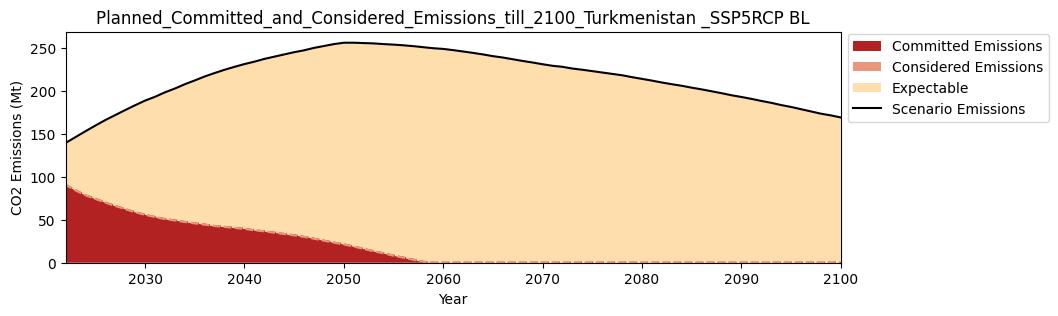 Planned_Committed_and_Considered_Emissions_till_2100_Turkmenistan _SSP5RCP BL
CO2 Emissions (Mt)
250
200
150
100
50
0
2030 2040 2050 2060 2070 2080 2090 2100
Year
Committed Emissions
Considered Emissions
Expectable
Scenario Emissions